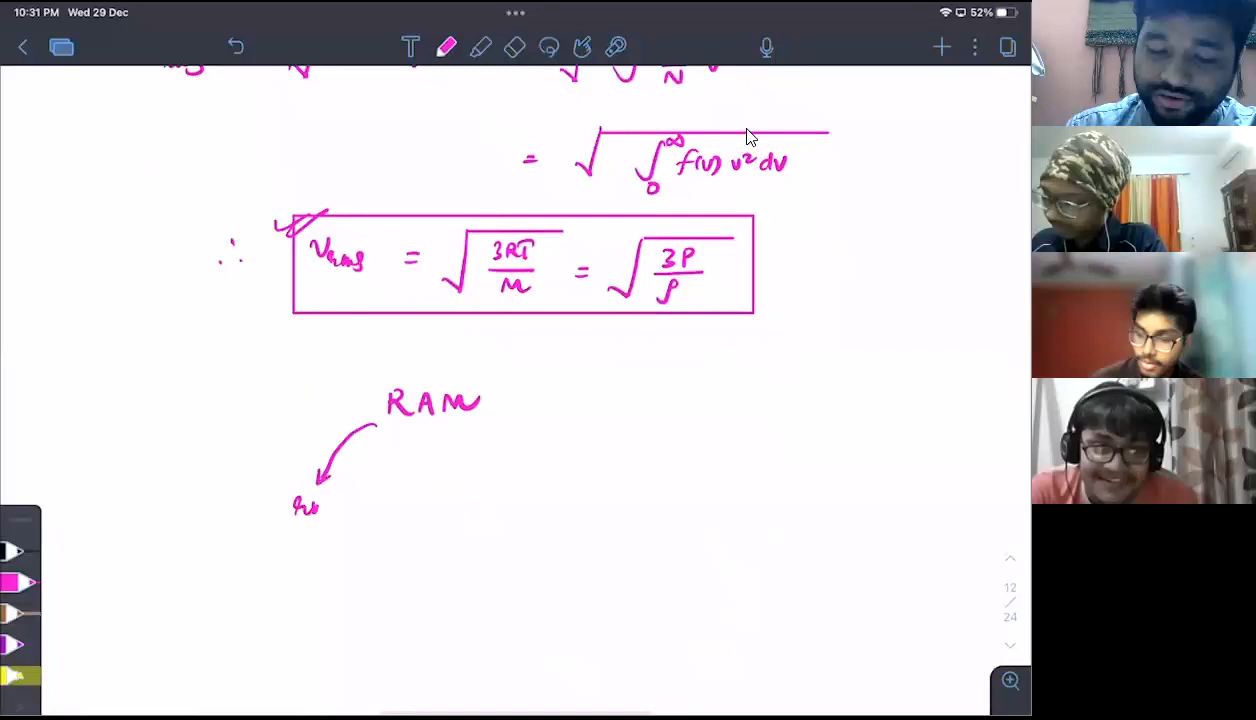 10:31 PM Wed 29 Dec
52%
= √ ∫₀^∞ f(v) v² dv
∴ v_rms = √(3RT/M) = √(3P/ρ)
RAM
12
/
24